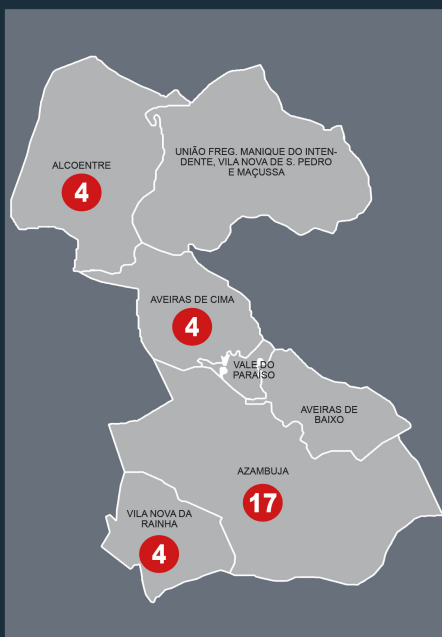 UNIÃO FREG. MANIQUE DO INTEN-
DENTE, VILA NOVA DE S. PEDRO
E MAÇUSSA
ALCOENTRE
4
AVEIRAS DE CIMA
4
VALE DO
PARAÍSO
AVEIRAS DE
BAIXO
AZAMBUJA
17
VILA NOVA DA
RAINHA
4